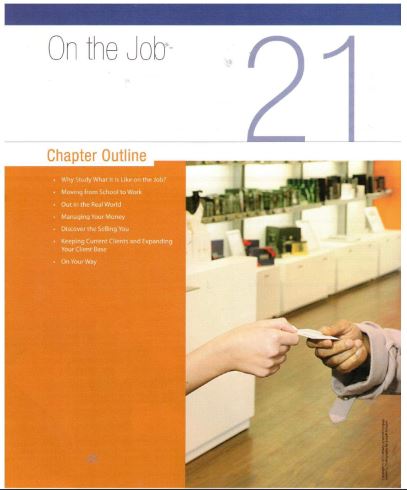 On the Job
21
Chapter Outline
• Why Study What It Is Like on the Job?
• Moving from School to Work
• Out in the Real World
• Managing Your Money
• Discover the Selling You
• Keeping Current Clients and Expanding
Your Client Base
• On Your Way